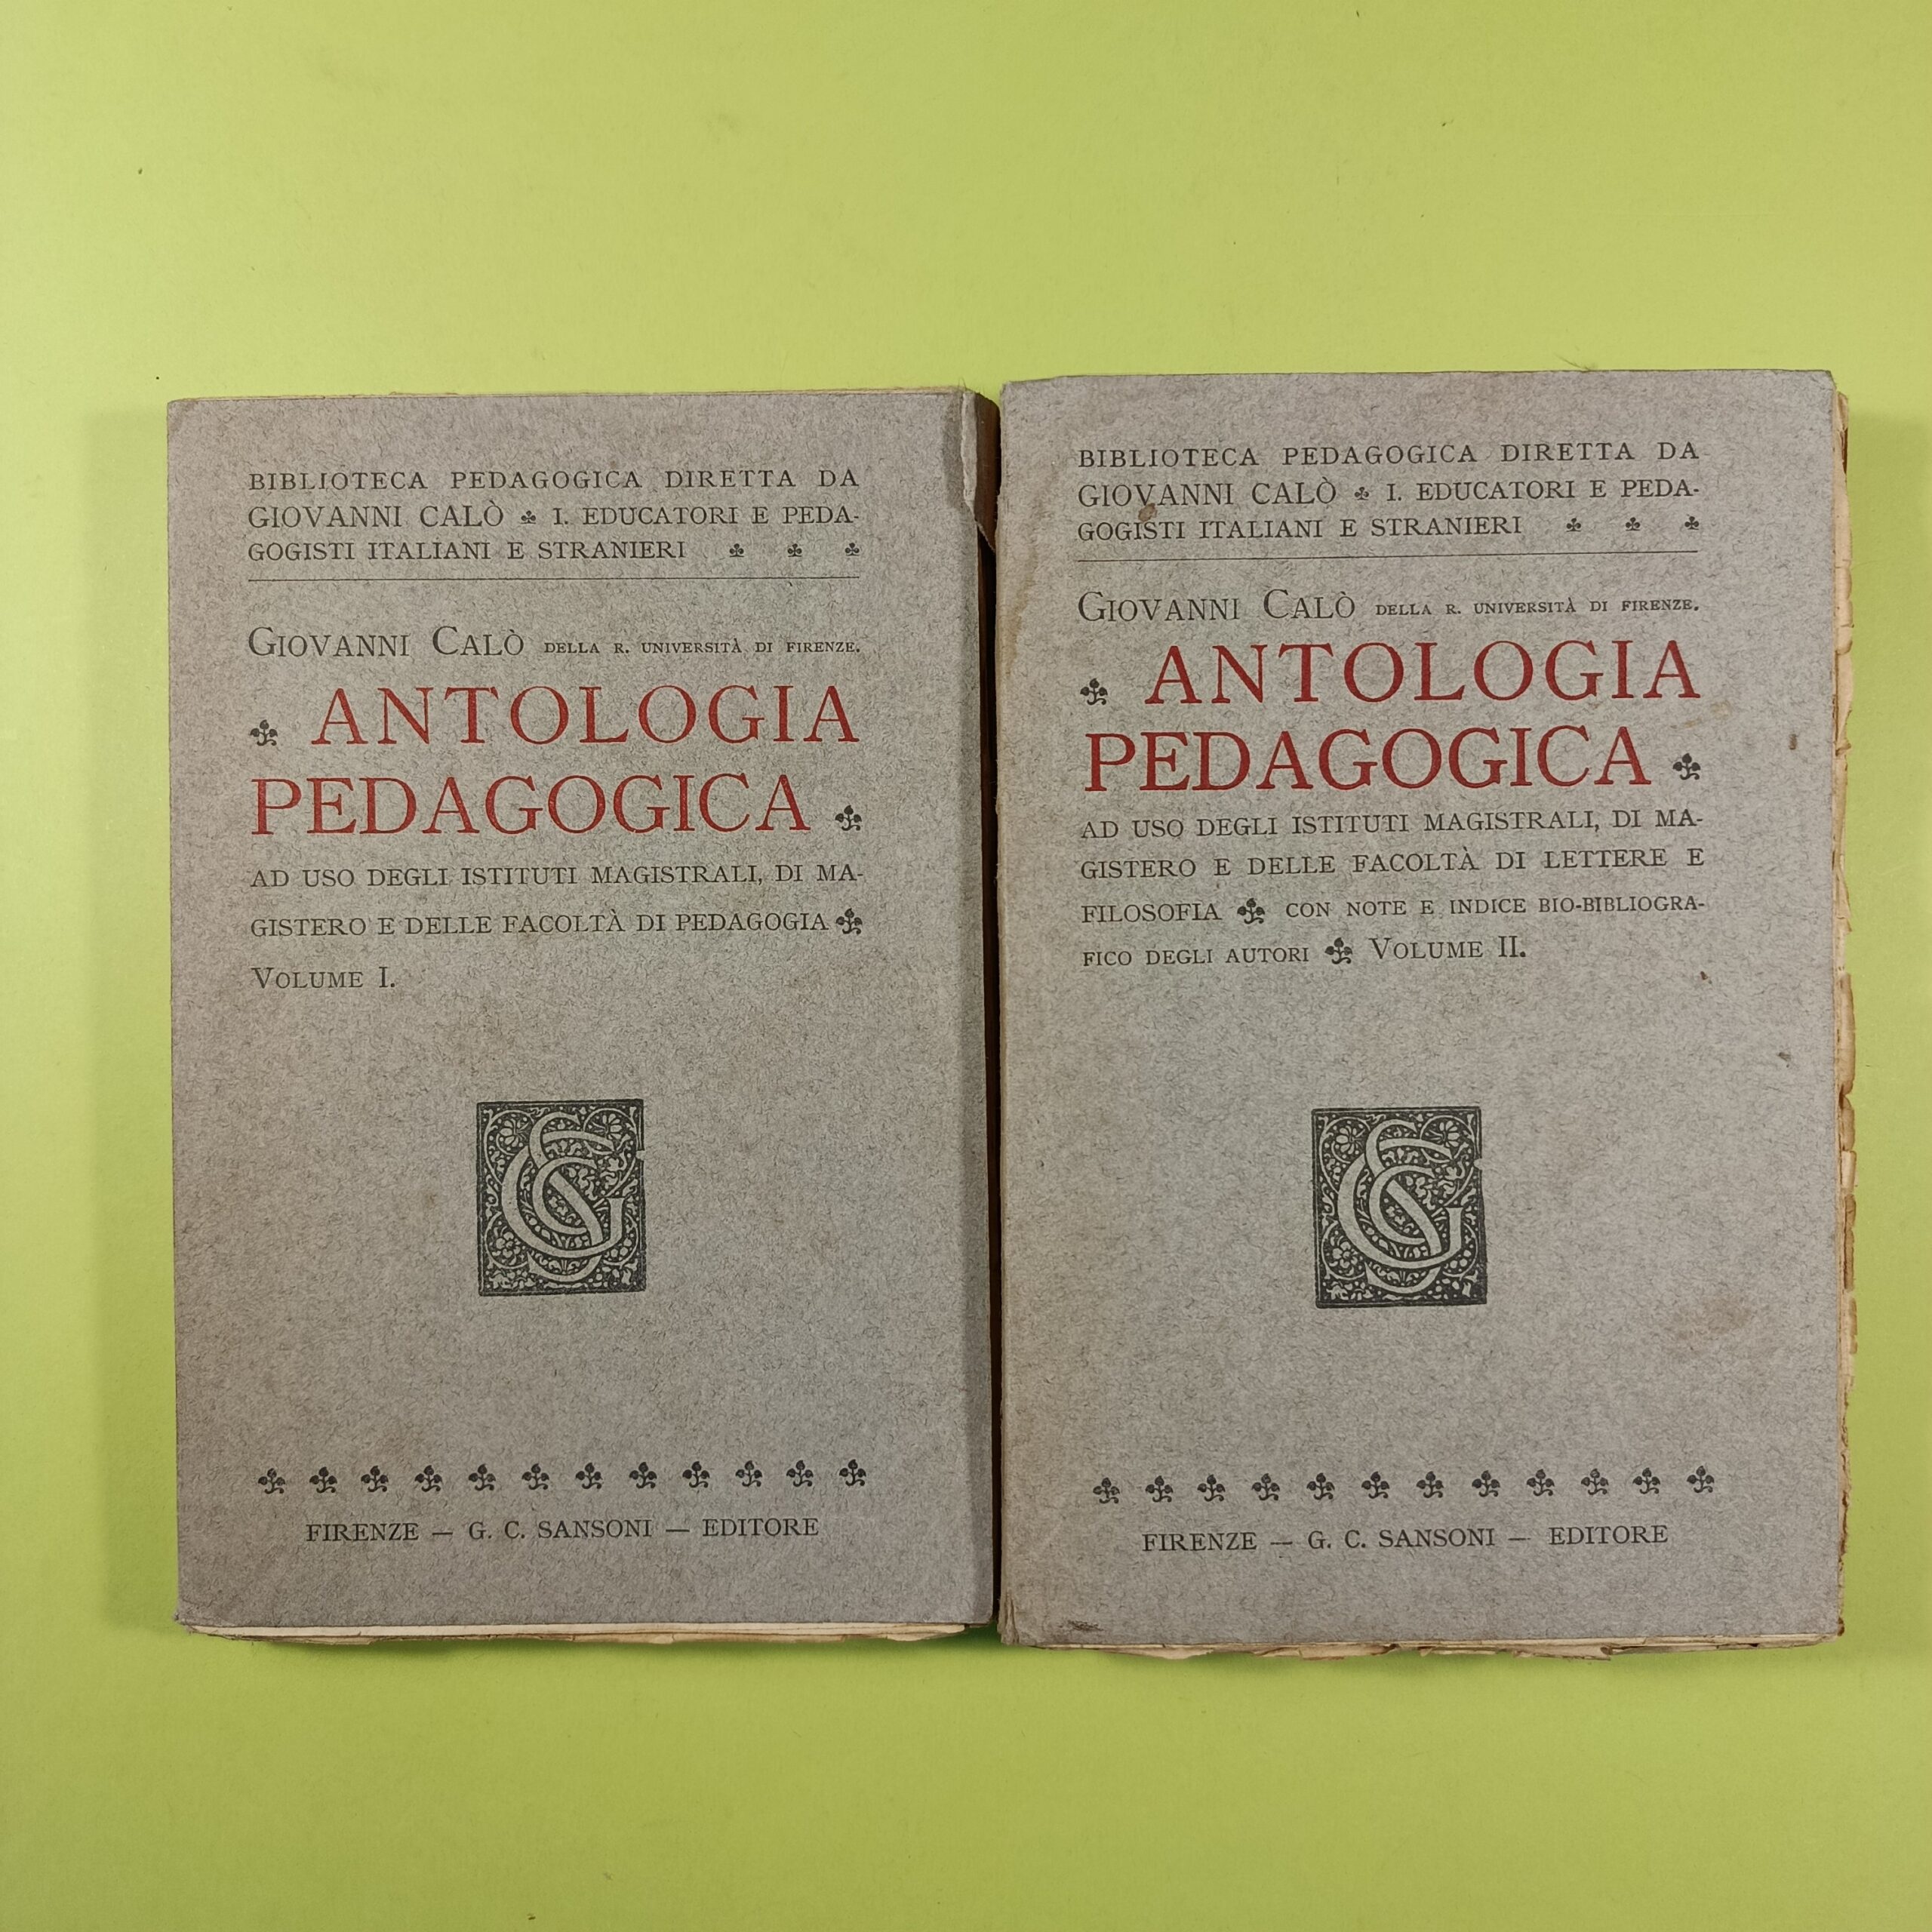 BIBLIOTECA PEDAGOGICA DIRETTA DA
GIOVANNI CALÒ I. EDUCATORI E PEDA-
GOGISTI ITALIANI E STRANIERI
GIOVANNI CALÒ DELLA R. UNIVERSITÀ DI FIRENZE.
ANTOLOGIA
PEDAGOGICA
AD USO DEGLI ISTITUTI MAGISTRALI, DI MA-
GISTERO E DELLE FACOLTÀ DI PEDAGOGIA
VOLUME I.
FIRENZE — G. C. SANSONI — EDITORE
BIBLIOTECA PEDAGOGICA DIRETTA DA
GIOVANNI CALÒ I. EDUCATORI E PEDA-
GOGISTI ITALIANI E STRANIERI
GIOVANNI CALÒ DELLA R. UNIVERSITÀ DI FIRENZE.
ANTOLOGIA
PEDAGOGICA
AD USO DEGLI ISTITUTI MAGISTRALI, DI MA-
GISTERO E DELLE FACOLTÀ DI LETTERE E
FILOSOFIA CON NOTE E INDICE BIO-BIBLIOGRA-
FICO DEGLI AUTORI VOLUME II.
FIRENZE — G. C. SANSONI — EDITORE